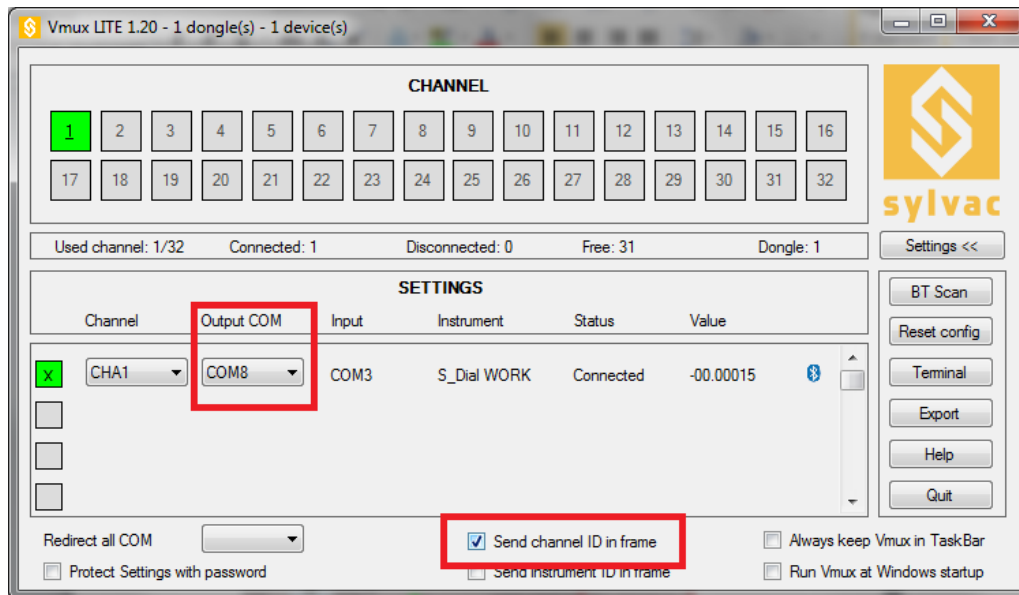 Vmux LITE 1.20 - 1 dongle(s) - 1 device(s)
CHANNEL
1 2 3 4 5 6 7 8 9 10 11 12 13 14 15 16
17 18 19 20 21 22 23 24 25 26 27 28 29 30 31 32
sylvac
Used channel: 1/32 Connected: 1 Disconnected: 0 Free: 31 Dongle: 1
Settings <<
SETTINGS
Channel Output COM Input Instrument Status Value
x CHA1 COM8 COM3 S_Dial WORK Connected -00.00015
BT Scan
Reset config
Terminal
Export
Help
Quit
Redirect all COM Send channel ID in frame Always keep Vmux in TaskBar
Protect Settings with password Send Instrument ID in frame Run Vmux at Windows startup